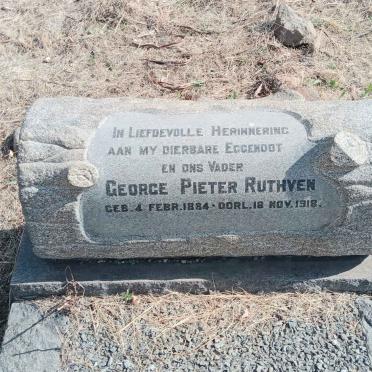 In Liefdevolle Herinnering
aan my dierbare Eggenoot
en ons Vader
George Pieter Ruthven
Geb. 4 Febr. 1884 - Oorl. 18 Nov. 1918.